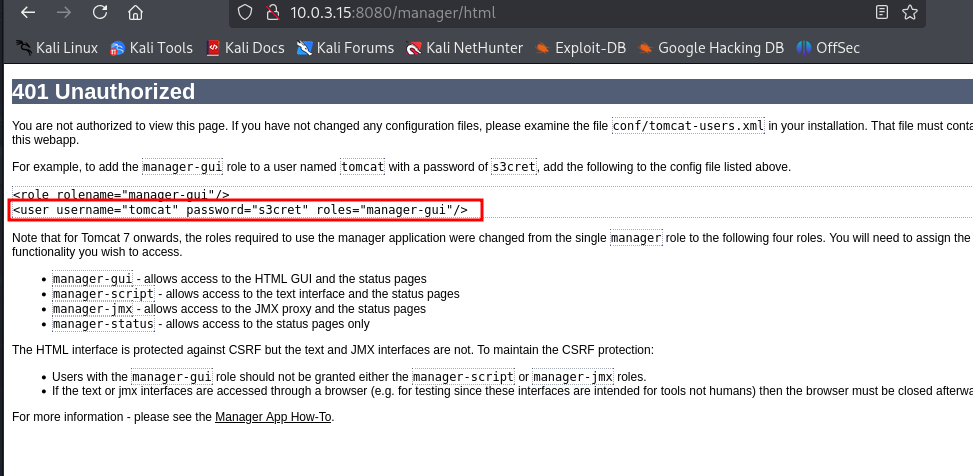 10.0.3.15:8080/manager/html
Kali Linux Kali Tools Kali Docs Kali Forums Kali NetHunter Exploit-DB Google Hacking DB OffSec
401 Unauthorized
You are not authorized to view this page. If you have not changed any configuration files, please examine the file conf/tomcat-users.xml in your installation. That file must
this webapp.
For example, to add the manager-gui role to a user named tomcat with a password of s3cret, add the following to the config file listed above.
<role rolename="manager-gui"/>
<user username="tomcat" password="s3cret" roles="manager-gui"/>
Note that for Tomcat 7 onwards, the roles required to use the manager application were changed from the single manager role to the following four roles. You will need to assign the
functionality you wish to access.
• manager-gui - allows access to the HTML GUI and the status pages
• manager-script - allows access to the text interface and the status pages
• manager-jmx - allows access to the JMX proxy and the status pages
• manager-status - allows access to the status pages only
The HTML interface is protected against CSRF but the text and JMX interfaces are not. To maintain the CSRF protection:
• Users with the manager-gui role should not be granted either the manager-script or manager-jmx roles.
• If the text or jmx interfaces are accessed through a browser (e.g. for testing since these interfaces are intended for tools not humans) then the browser must be closed
For more information - please see the Manager App How-To.